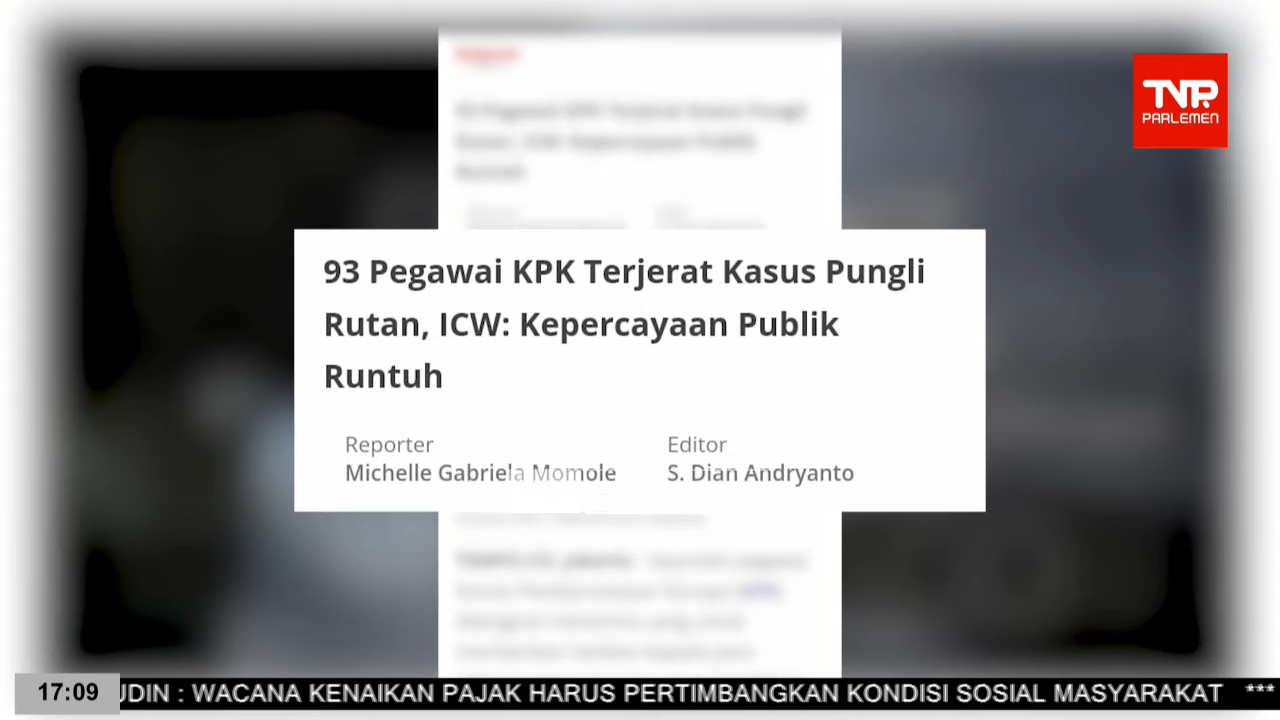 TVR
PARLEMEN
93 Pegawai KPK Terjerat Kasus Pungli
Rutan, ICW: Kepercayaan Publik
Runtuh
Reporter
Editor
Michelle Gabriela Momole
S. Dian Andryanto
17:09
UDIN : WACANA KENAIKAN PAJAK HARUS PERTIMBANGKAN KONDISI SOSIAL MASYARAKAT ***